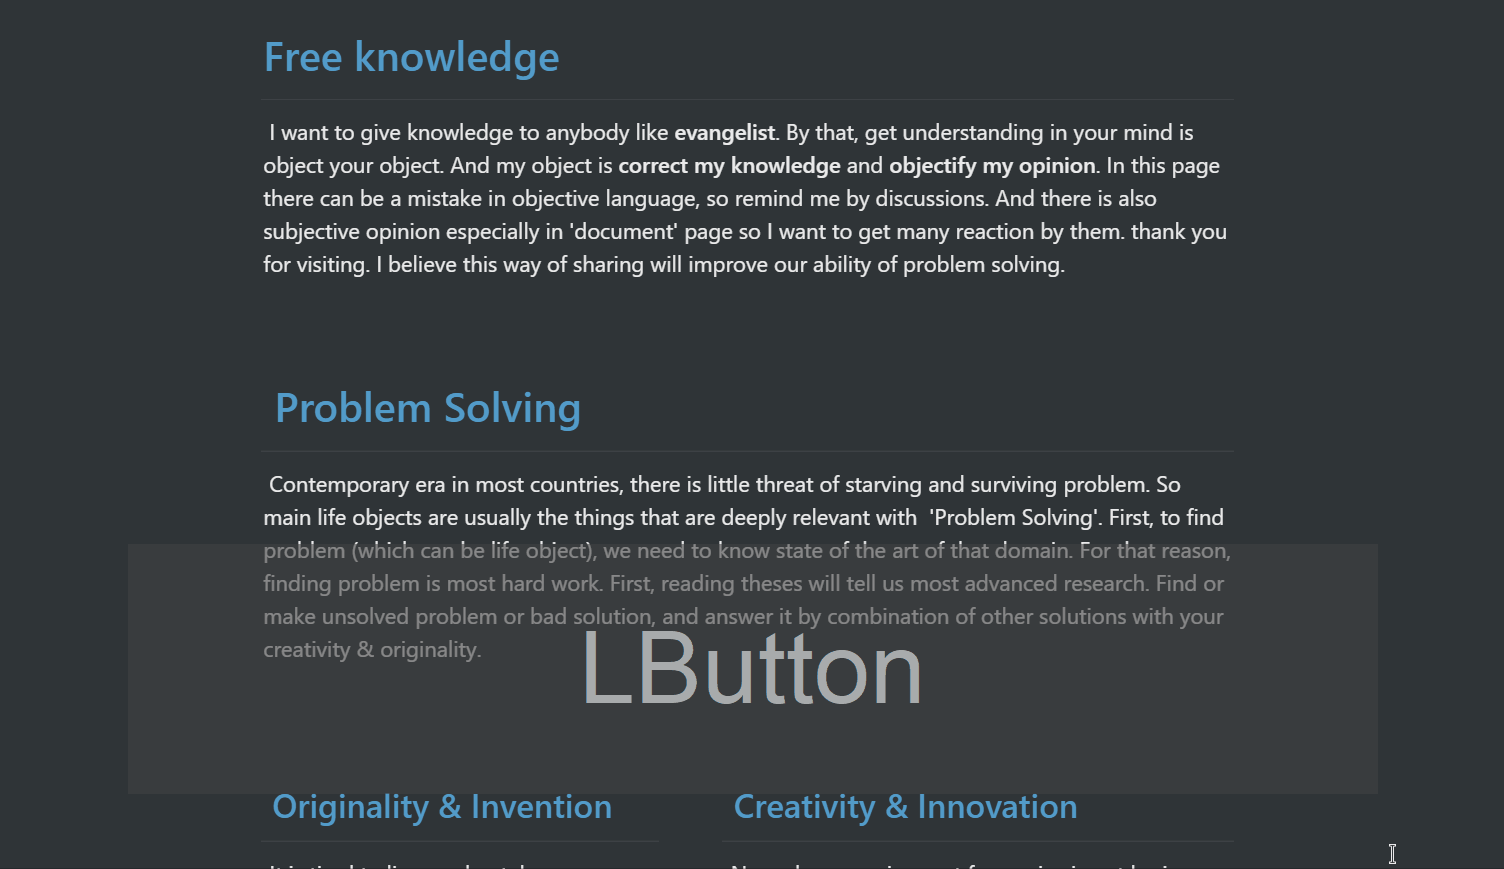 Free knowledge
I want to give knowledge to anybody like evangelist. By that, get understanding in your mind is
object your object. And my object is correct my knowledge and objectify my opinion. In this page
there can be a mistake in objective language, so remind me by discussions. And there is also
subjective opinion especially in 'document' page so I want to get many reaction by them. thank you
for visiting. I believe this way of sharing will improve our ability of problem solving.
Problem Solving
Contemporary era in most countries, there is little threat of starving and surviving problem. So
main life objects are usually the things that are deeply relevant with 'Problem Solving'. First, to find
problem (which can be life object), we need to know state of the art of that domain. For that reason,
finding problem is most hard work. First, reading theses will tell us most advanced research. Find or
make unsolved problem or bad solution, and answer it by combination of other solutions with your
creativity & originality.
LButton
Originality & Invention
Creativity & Innovation